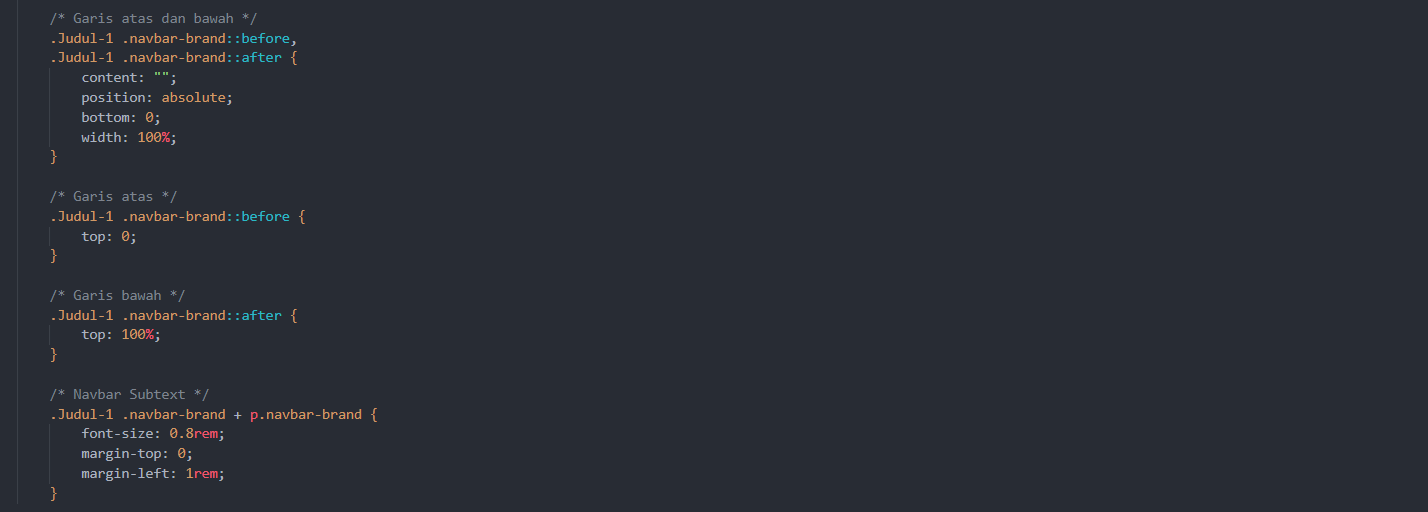 /* Garis atas dan bawah */
.Judul-1 .navbar-brand::before,
.Judul-1 .navbar-brand::after {
    content: "";
    position: absolute;
    bottom: 0;
    width: 100%;
}

/* Garis atas */
.Judul-1 .navbar-brand::before {
    top: 0;
}

/* Garis bawah */
.Judul-1 .navbar-brand::after {
    top: 100%;
}

/* Navbar Subtext */
.Judul-1 .navbar-brand + p.navbar-brand {
    font-size: 0.8rem;
    margin-top: 0;
    margin-left: 1rem;
}